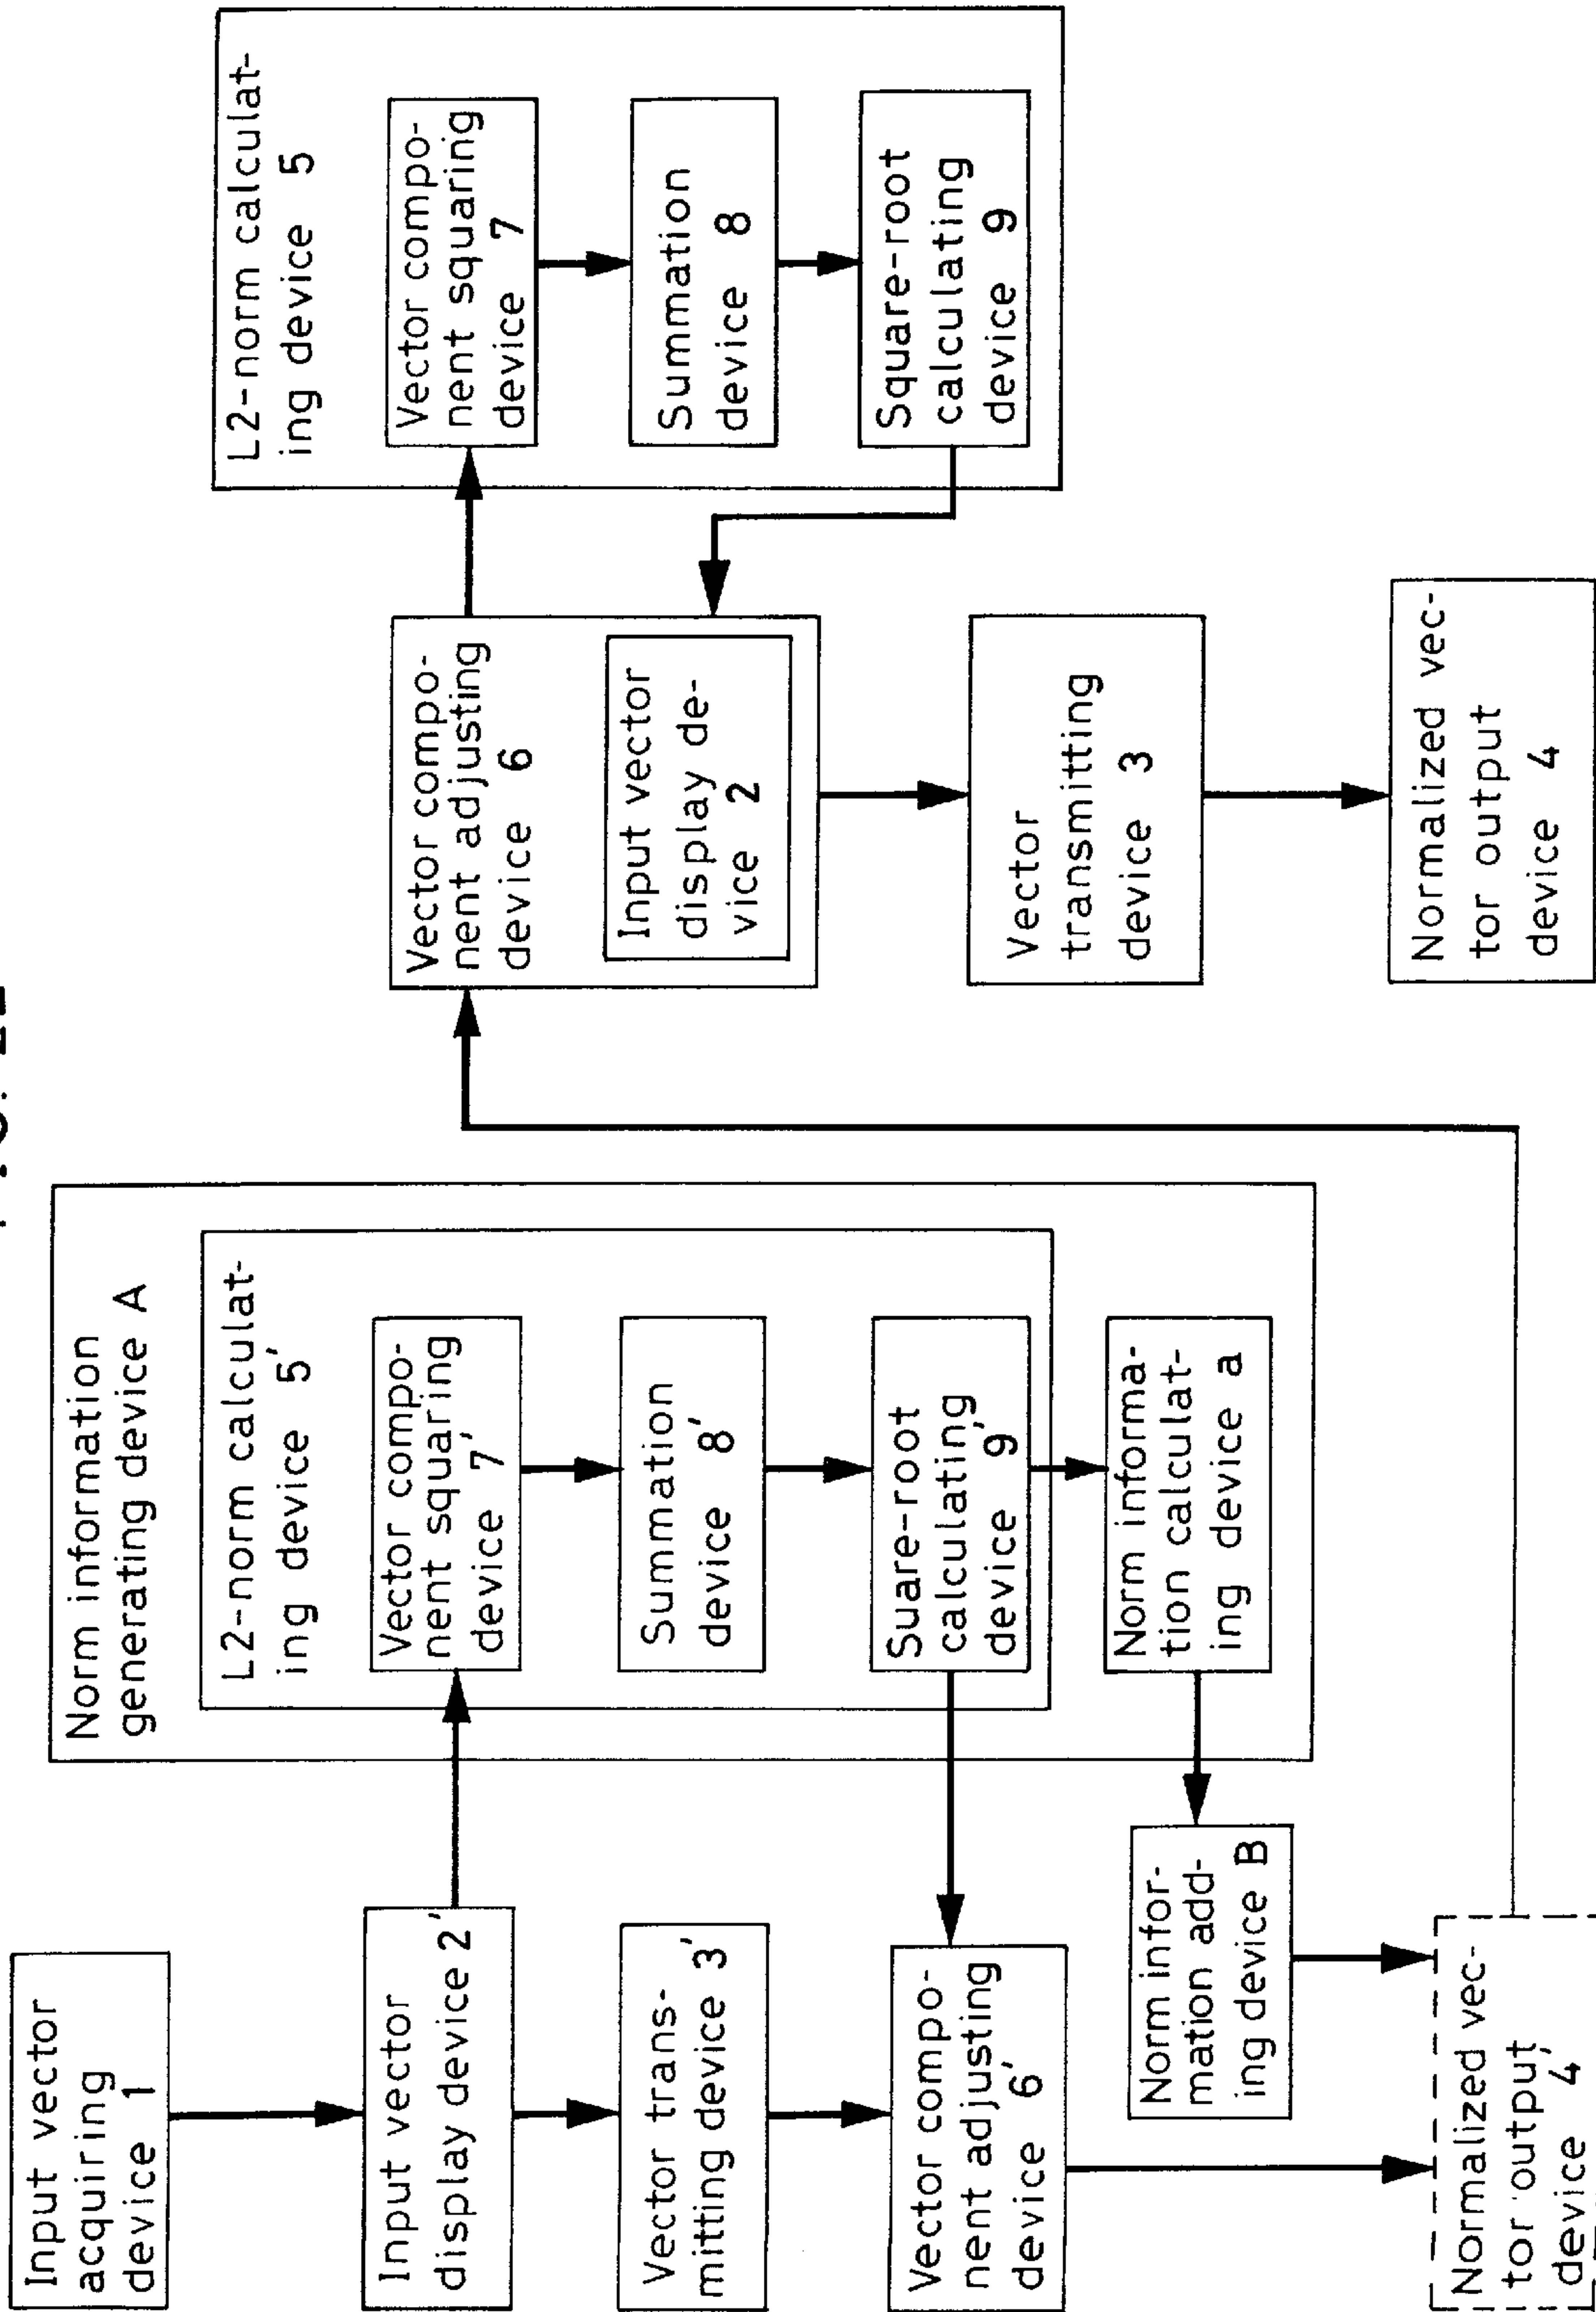 Input vector
acquiring
device 1
Input vector
display device 2'
Vector trans-
mitting device 3'
Vector compo-
nent adjusting
device 6'
Normalized vec-
tor output
device 4'
Norm infor-
mation add-
ing device B
Norm information
generating device A
L2-norm calculat-
ing device 5'
Vector compo-
nent squaring
device 7'
Summation
device 8'
Suare-root
calculating
device 9'
Norm informa-
tion calculat-
ing device a
Vector compo-
nent adjusting
device 6
Input vector
display de-
vice 2
Vector
transmitting
device 3
Normalized vec-
tor output
device 4
L2-norm calculat-
ing device 5
Vector compo-
nent squaring
device 7
Summation
device 8
Square-root
calculating
device 9